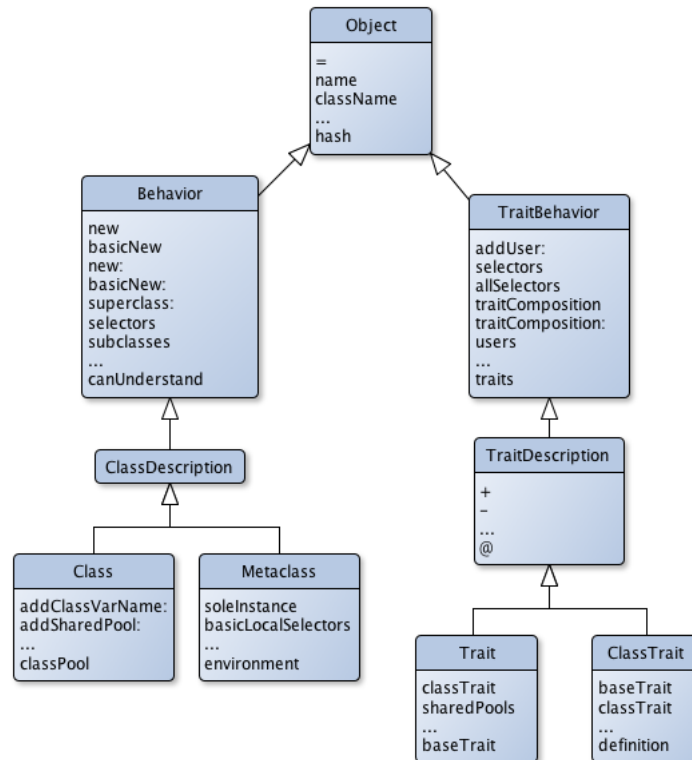 Object
=
name
className
...
hash
Behavior
new
basicNew
new:
basicNew:
superclass:
selectors
subclasses
...
canUnderstand
TraitBehavior
addUser:
selectors
allSelectors
traitComposition
traitComposition:
users
...
traits
ClassDescription
TraitDescription
+
-
...
@
Class
addClassVarName:
addSharedPool:
...
classPool
Metaclass
soleInstance
basicLocalSelectors
...
environment
Trait
classTrait
sharedPools
...
baseTrait
ClassTrait
baseTrait
classTrait
...
definition